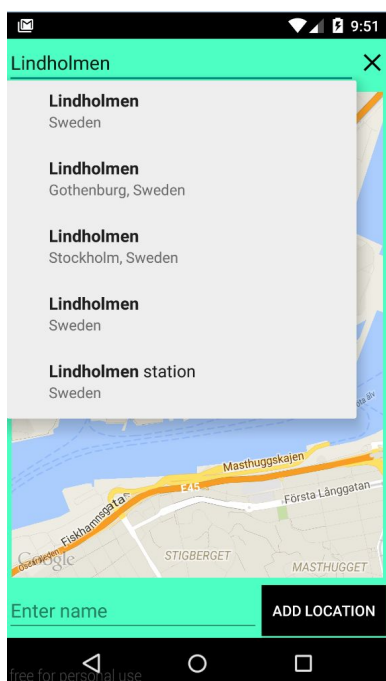 9:51
Lindholmen
Lindholmen
Sweden
Lindholmen
Gothenburg, Sweden
Lindholmen
Stockholm, Sweden
Lindholmen
Sweden
Lindholmen station
Sweden
Masthuggskajen
E45
Första Långgatan
Fiskhamnsgatan
Oscarsleden
Google
STIGBERGET
MASTHUGGET
Enter name
ADD LOCATION
free for personal use